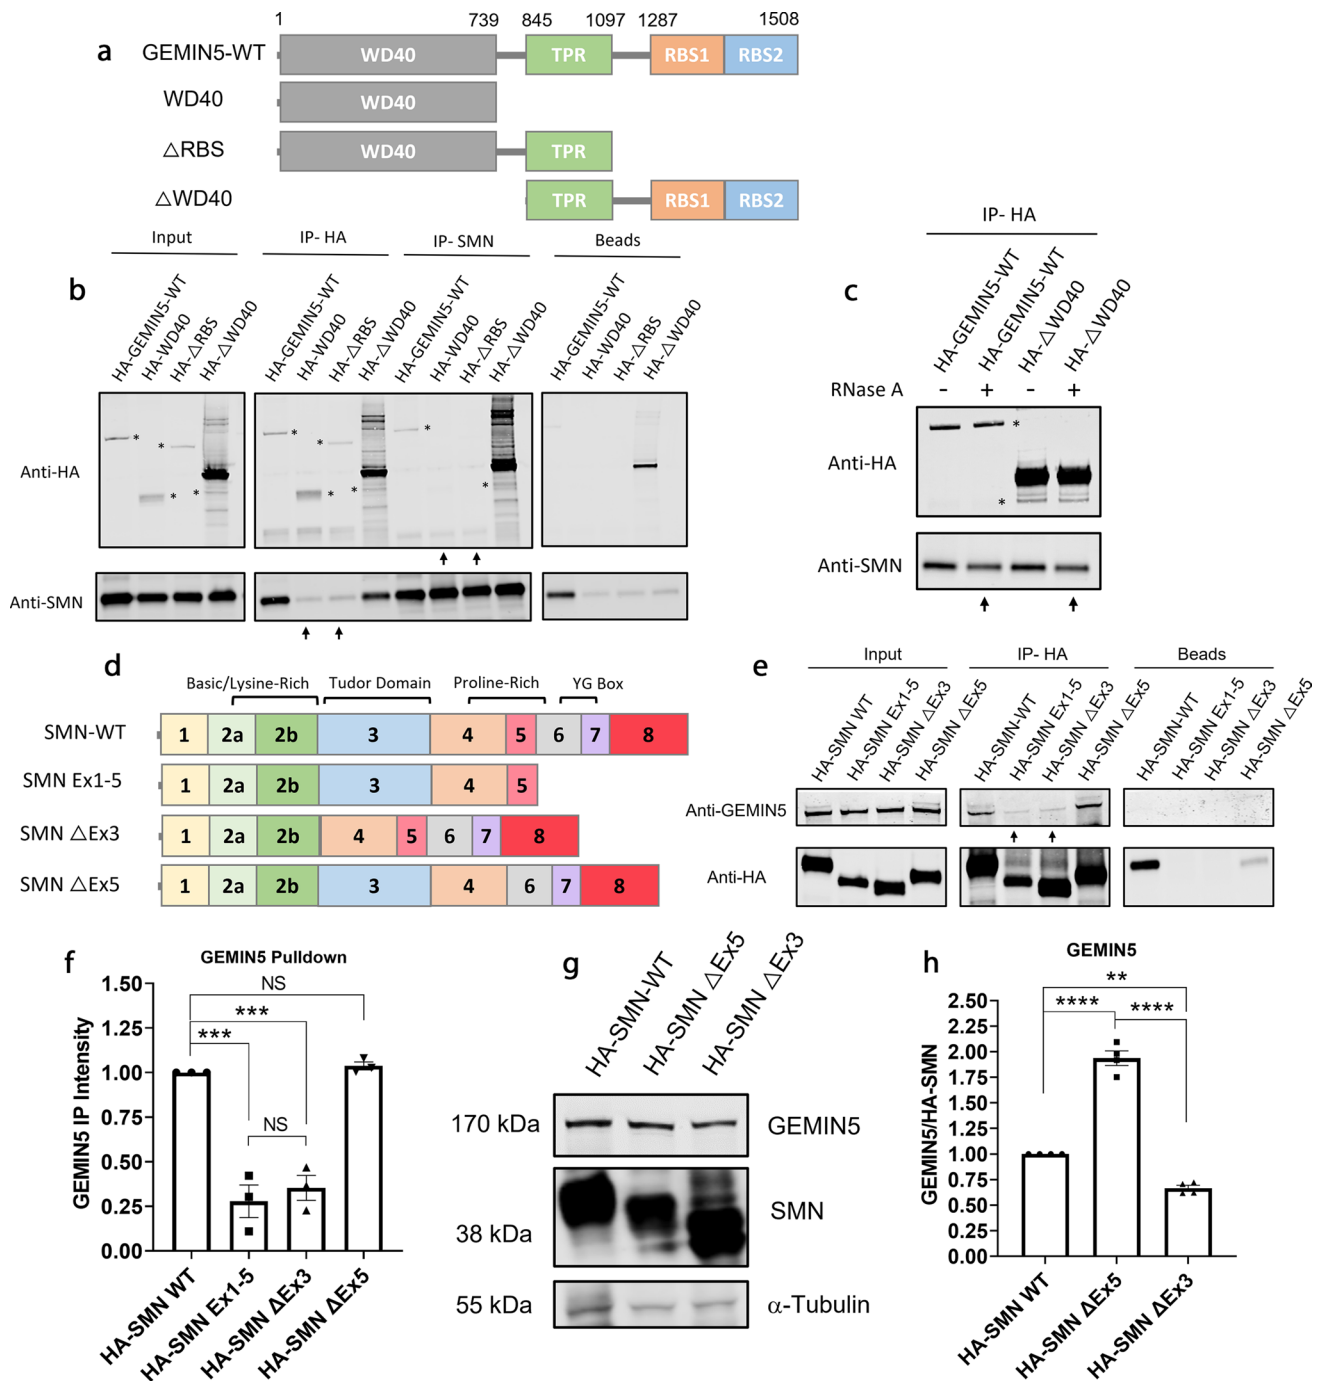 a
1 739 845 1097 1287 1508
GEMIN5-WT WD40 TPR RBS1 RBS2
WD40 WD40
△RBS WD40 TPR
△WD40 TPR RBS1 RBS2
b
Input IP- HA IP- SMN Beads
HA-GEMIN5-WT HA-WD40 HA-△RBS HA-△WD40 HA-GEMIN5-WT HA-WD40 HA-△RBS HA-△WD40 HA-GEMIN5-WT HA-WD40 HA-△RBS HA-△WD40 HA-GEMIN5-WT HA-WD40 HA-△RBS HA-△WD40
Anti-HA * * * * * * * * * *
Anti-SMN
c
IP- HA
HA-GEMIN5-WT HA-GEMIN5-WT HA-△WD40 HA-△WD40
RNase A - + - +
Anti-HA * *
Anti-SMN
d
Basic/Lysine-Rich Tudor Domain Proline-Rich YG Box
SMN-WT 1 2a 2b 3 4 5 6 7 8
SMN Ex1-5 1 2a 2b 3 4 5
SMN △Ex3 1 2a 2b 4 5 6 7 8
SMN △Ex5 1 2a 2b 3 4 6 7 8
e
Input IP- HA Beads
HA-SMN WT HA-SMN Ex1-5 HA-SMN △Ex3 HA-SMN △Ex5 HA-SMN-WT HA-SMN Ex1-5 HA-SMN △Ex3 HA-SMN △Ex5 HA-SMN-WT HA-SMN Ex1-5 HA-SMN △Ex3 HA-SMN △Ex5
Anti-GEMIN5
Anti-HA
f
GEMIN5 Pulldown
GEMIN5 IP Intensity
1.50
1.25
1.00
0.75
0.50
0.25
0.00
NS
***
***
NS
HA-SMN WT
HA-SMN Ex1-5
HA-SMN ΔEx3
HA-SMN ΔEx5
g
HA-SMN-WT HA-SMN △Ex5 HA-SMN △Ex3
170 kDa GEMIN5
SMN
38 kDa
55 kDa α-Tubulin
h
GEMIN5
GEMIN5/HA-SMN
2.50
2.25
2.00
1.75
1.50
1.25
1.00
0.75
0.50
0.25
0.00
**
**** ****
HA-SMN WT
HA-SMN ΔEx5
HA-SMN ΔEx3